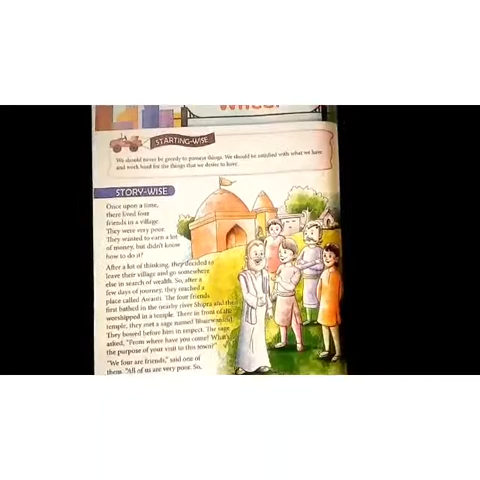 STARTING-WISE
We should never be greedy to possess things. We should be satisfied with what we have
and work hard for the things that we desire to have.
STORY-WISE
Once upon a time,
there lived four
friends in a village.
They were very poor.
They wanted to earn a lot
of money, but didn't know
how to do it?
After a lot of thinking, they decided to
leave their village and go somewhere
else in search of wealth. So, after a
few days of journey, they reached a
place called Avanti. The four friends
first bathed in the nearby river Shipra and then
worshipped in a temple. There in front of the
temple, they met a sage named
They bowed before him in respect. The sage
asked, "From where have you come? What's
the purpose of your visit to this town?"
"We four are friends," said one of
them. "All of us are very poor. So,